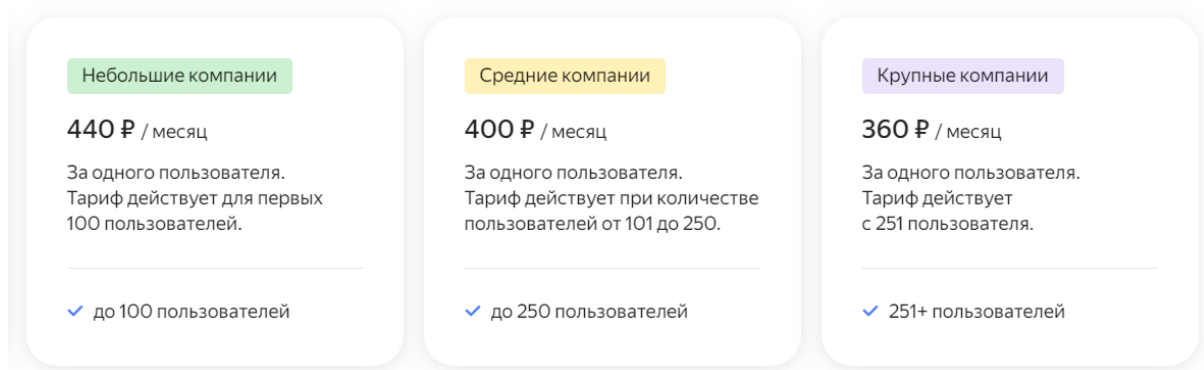 Небольшие компании
440 ₽ / месяц
За одного пользователя.
Тариф действует для первых
100 пользователей.
до 100 пользователей
Средние компании
400 ₽ / месяц
За одного пользователя.
Тариф действует при количестве
пользователей от 101 до 250.
до 250 пользователей
Крупные компании
360 ₽ / месяц
За одного пользователя.
Тариф действует
с 251 пользователя.
251+ пользователей